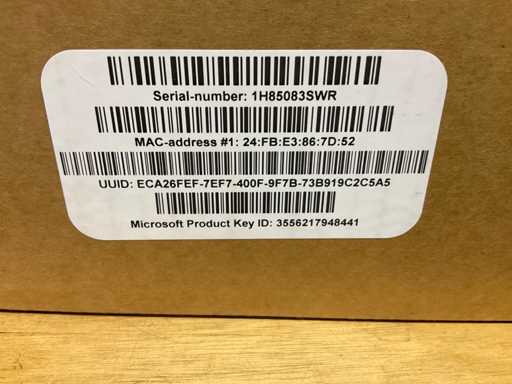 Serial-number: 1H85083SWR
MAC-address #1: 24:FB:E3:86:7D:52
UUID: ECA26FEF-7EF7-400F-9F7B-73B919C2C5A5
Microsoft Product Key ID: 3556217948441